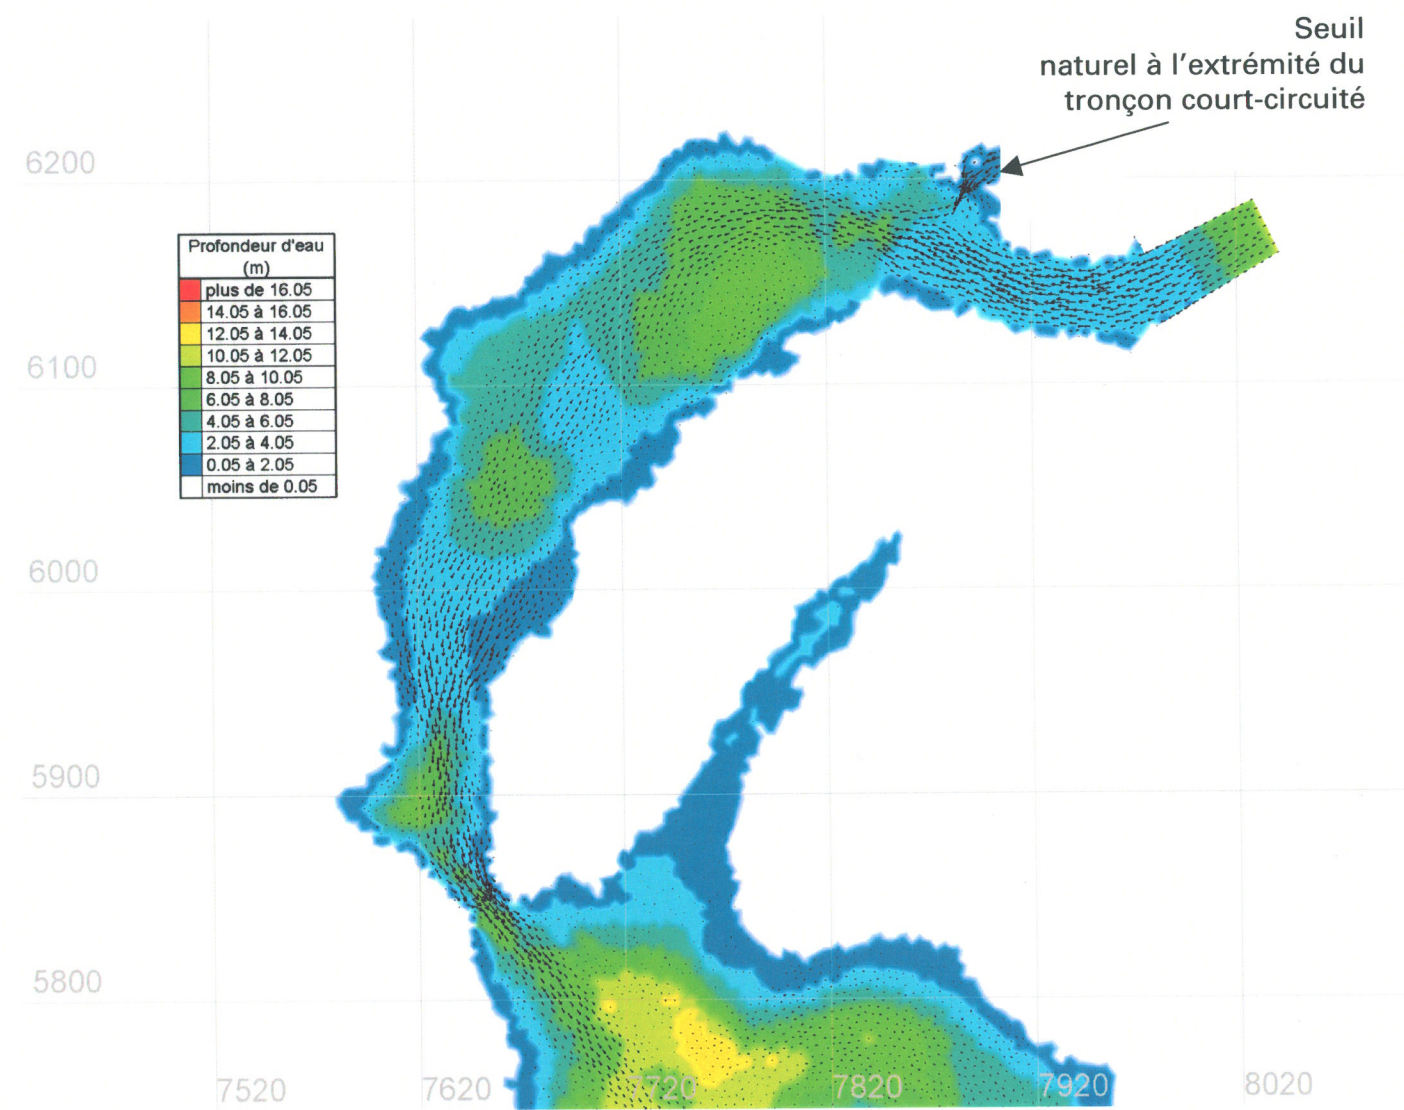 Seuil
naturel à l'extrémité du
tronçon court-circuité
6200
Profondeur d'eau
(m)
plus de 16.05
14.05 à 16.05
12.05 à 14.05
10.05 à 12.05
8.05 à 10.05
6.05 à 8.05
4.05 à 6.05
2.05 à 4.05
0.05 à 2.05
moins de 0.05
6100
6000
5900
5800
7520
7620
7720
7820
7920
8020